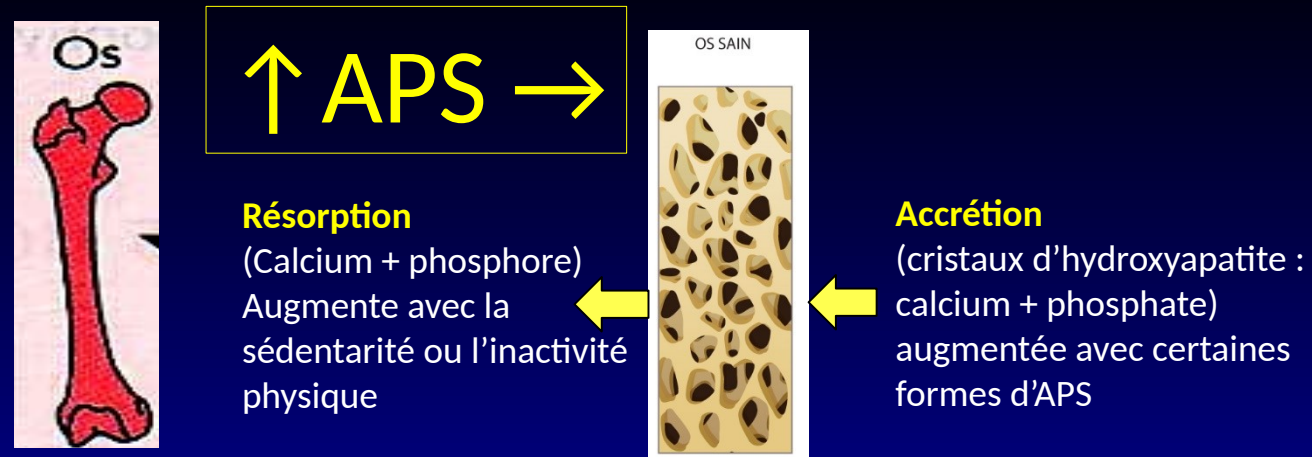 Os
↑ APS →
OS SAIN
Résorption
(Calcium + phosphore)
Augmente avec la
sédentarité ou l’inactivité
physique
Accrétion
(cristaux d’hydroxyapatite :
calcium + phosphate)
augmentée avec certaines
formes d’APS